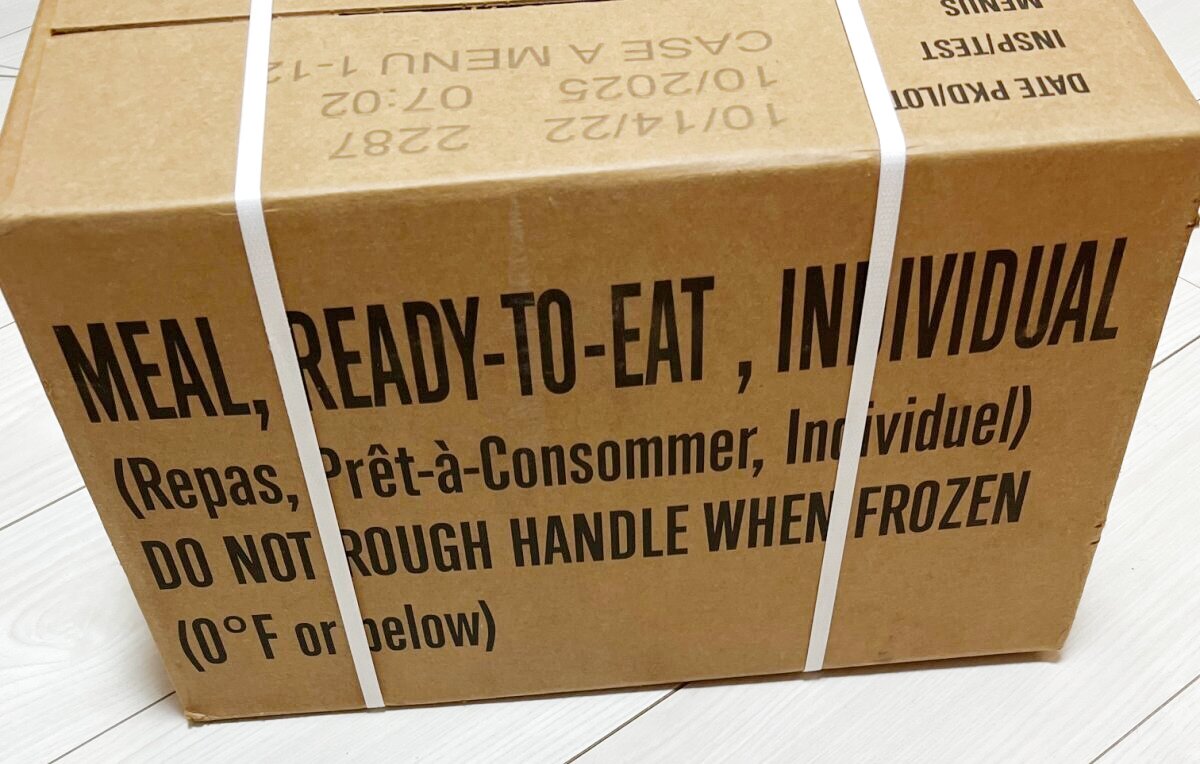 DATE PKD/LOT 10/14/22 2287
INSP/TEST 10/2025 07:02
MENUS CASE A MENU 1-12
MEAL, READY-TO-EAT , INDIVIDUAL
(Repas, Prêt-à-Consommer, Individuel)
DO NOT ROUGH HANDLE WHEN FROZEN
(0°F or below)